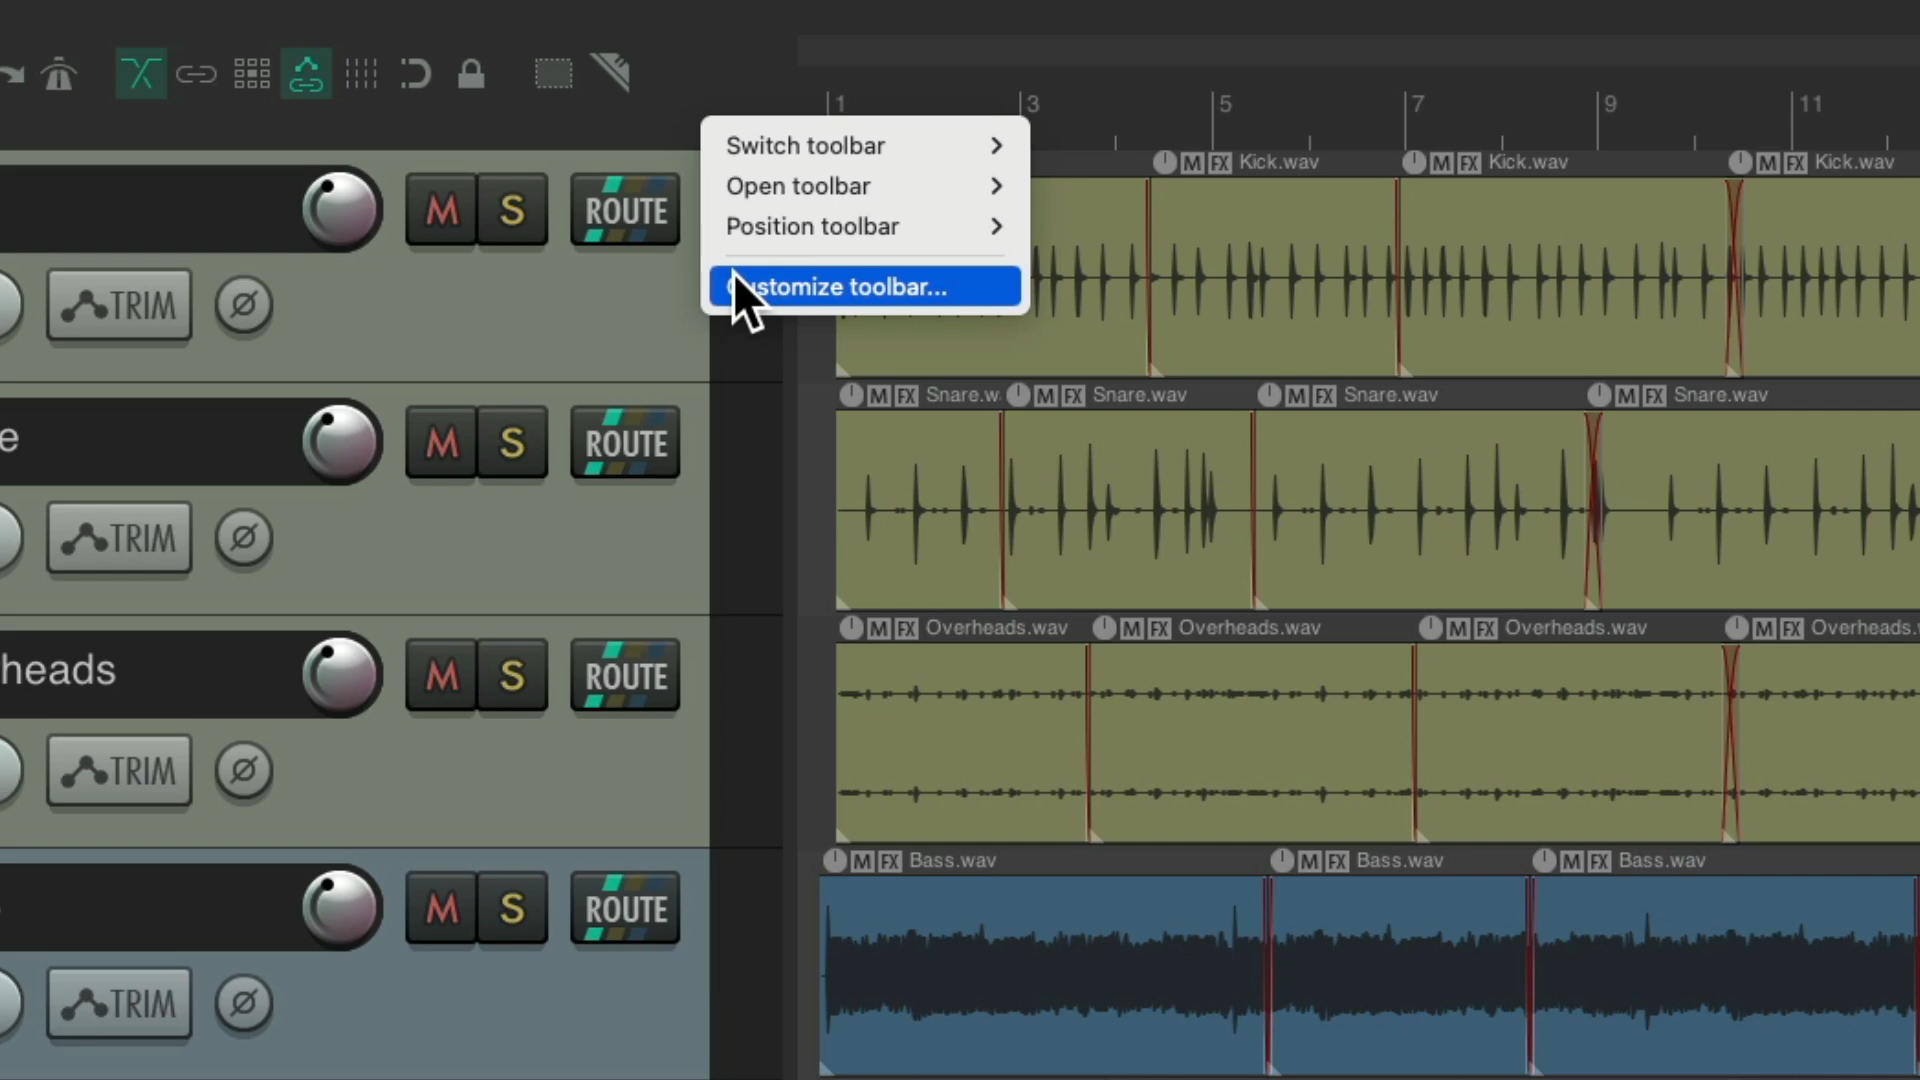 1 3 5 7 9 11
Switch toolbar
Open toolbar
Position toolbar
Customize toolbar...
M FX Kick.wav M FX Kick.wav M FX Kick.wav
M S ROUTE
TRIM
M FX Snare.w M FX Snare.wav M FX Snare.wav M FX Snare.wav
e M S ROUTE
TRIM
M FX Overheads.wav M FX Overheads.wav M FX Overheads.wav M FX Overheads.
heads M S ROUTE
TRIM
M FX Bass.wav M FX Bass.wav M FX Bass.wav
M S ROUTE
TRIM